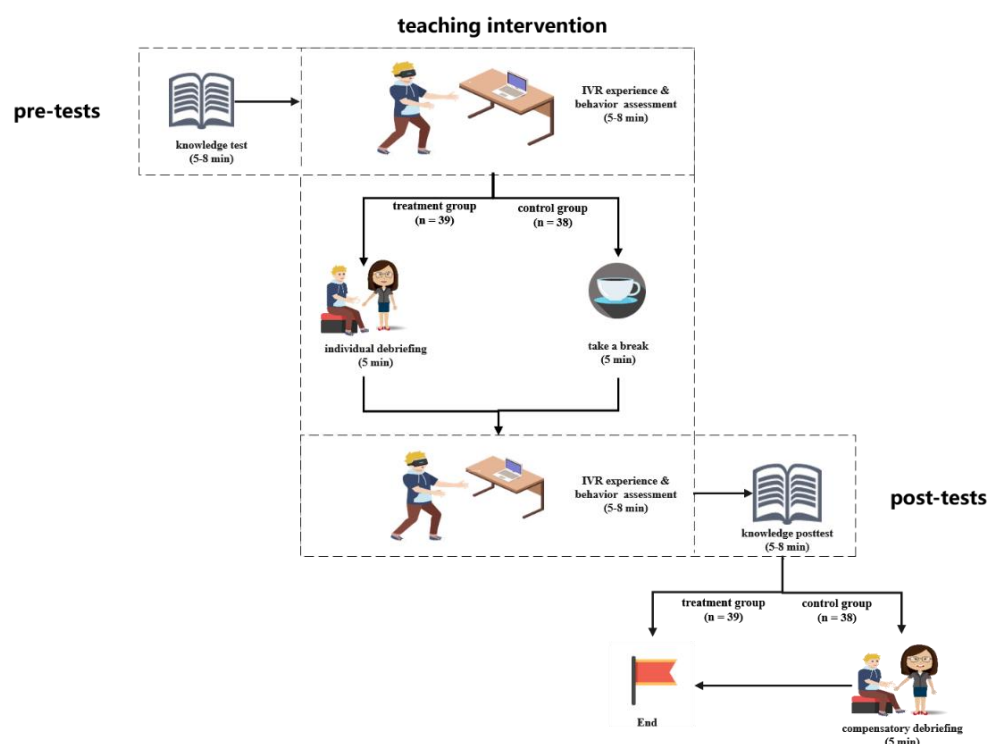 teaching intervention
pre-tests
knowledge test
(5-8 min)
IVR experience &
behavior assessment
(5-8 min)
treatment group
(n = 39)
control group
(n = 38)
individual debriefing
(5 min)
take a break
(5 min)
IVR experience &
behavior assessment
(5-8 min)
post-tests
knowledge posttest
(5-8 min)
treatment group
(n = 39)
control group
(n = 38)
End
compensatory debriefing
(5 min)